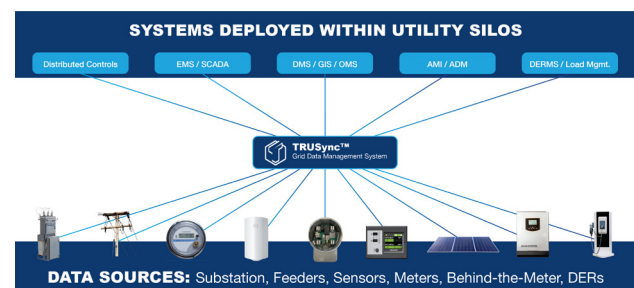 SYSTEMS DEPLOYED WITHIN UTILITY SILOS
Distributed Controls
EMS / SCADA
DMS / GIS / OMS
AMI / ADM
DERMS / Load Mgmt.
TRUSync™
Grid Data Management System
DATA SOURCES: Substation, Feeders, Sensors, Meters, Behind-the-Meter, DERs